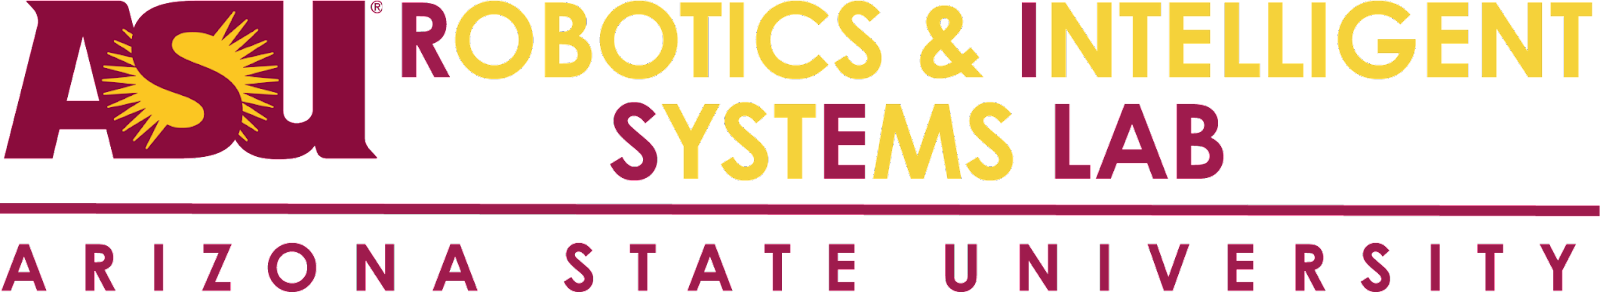 ASU®
ROBOTICS & INTELLIGENT
SYSTEMS LAB
ARIZONA STATE UNIVERSITY